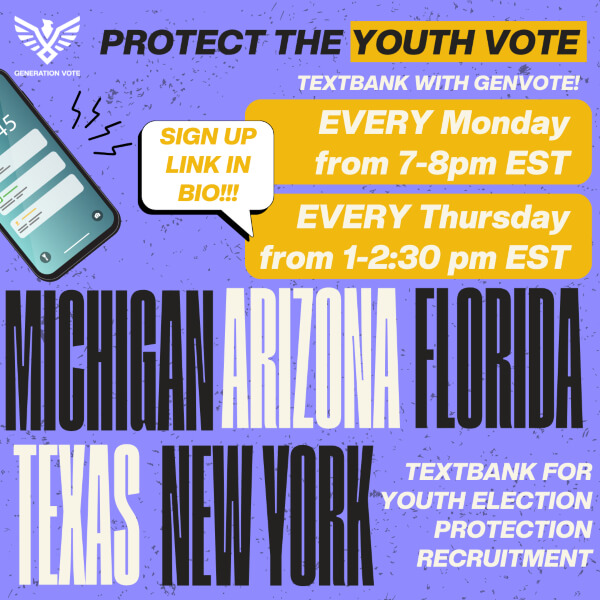 GENERATION VOTE
PROTECT THE YOUTH VOTE
TEXTBANK WITH GENVOTE!
45
SIGN UP
LINK IN
BIO!!!
EVERY Monday
from 7-8pm EST
EVERY Thursday
from 1-2:30 pm EST
MICHIGAN ARIZONA FLORIDA
TEXAS NEW YORK
TEXTBANK FOR
YOUTH ELECTION
PROTECTION
RECRUITMENT